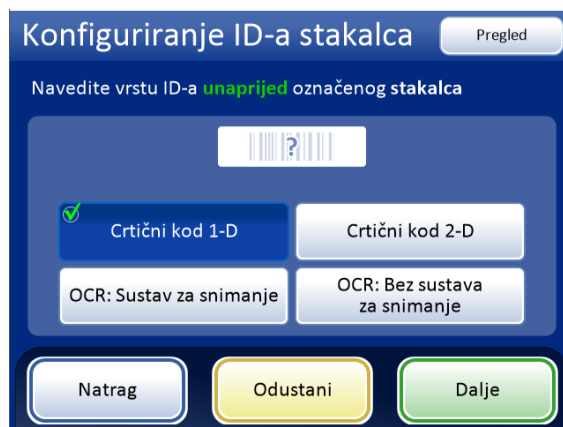 Konfiguriranje ID-a stakalca
Pregled
Navedite vrstu ID-a unaprijed označenog stakalca
?
Crtični kod 1-D
Crtični kod 2-D
OCR: Sustav za snimanje
OCR: Bez sustava
za snimanje
Natrag
Odustani
Dalje